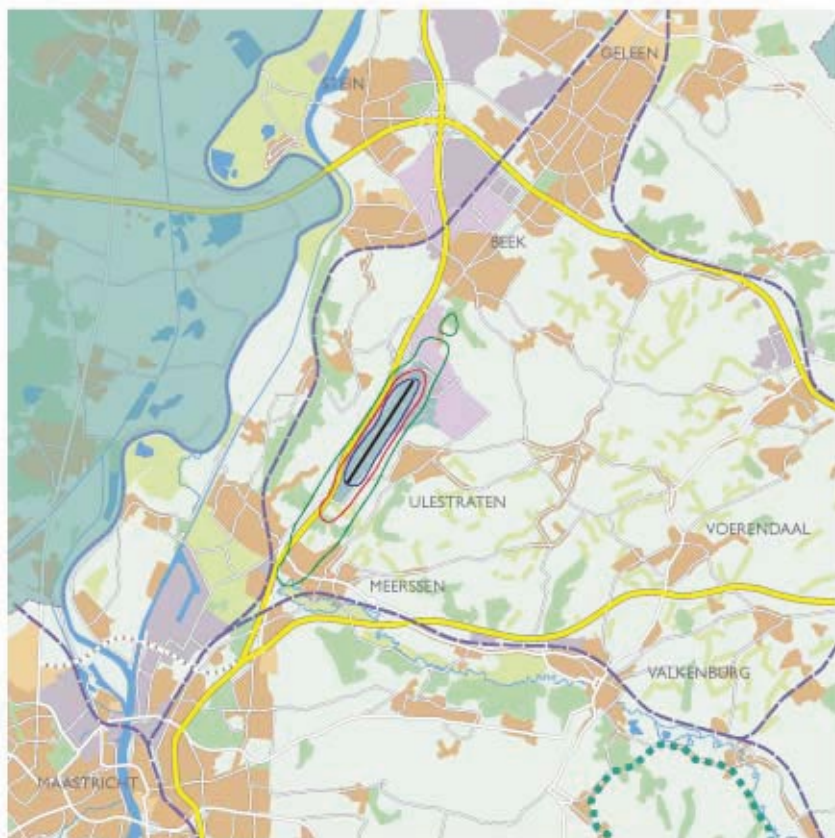 GELEEN
STEIN
BEEK
ULESTRATEN
VOERENDAAL
MEERSSEN
VALKENBURG
MAASTRICHT